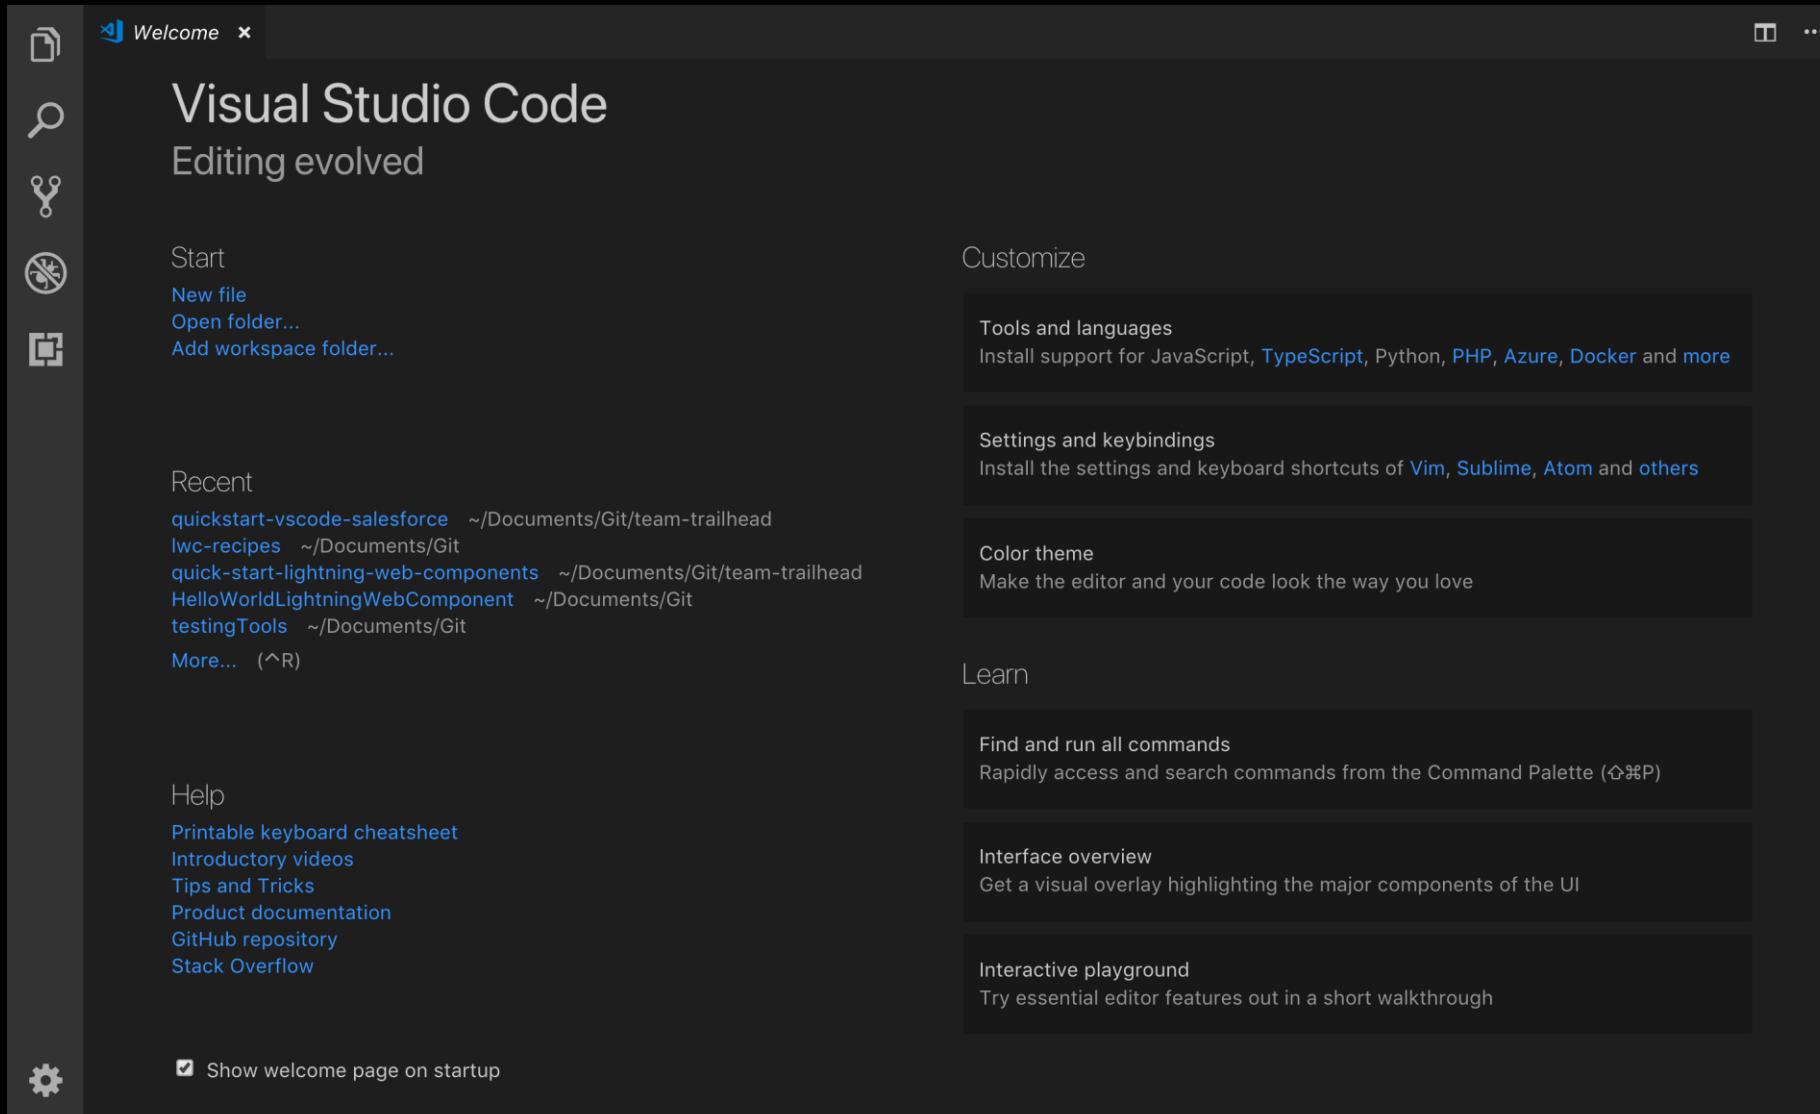 Welcome
Visual Studio Code
Editing evolved
Start
New file
Open folder...
Add workspace folder...
Recent
quickstart-vscode-salesforce ~/Documents/Git/team-trailhead
lwc-recipes ~/Documents/Git
quick-start-lightning-web-components ~/Documents/Git/team-trailhead
HelloWorldLightningWebComponent ~/Documents/Git
testingTools ~/Documents/Git
More... (^R)
Help
Printable keyboard cheatsheet
Introductory videos
Tips and Tricks
Product documentation
GitHub repository
Stack Overflow
Show welcome page on startup
Customize
Tools and languages
Install support for JavaScript, TypeScript, Python, PHP, Azure, Docker and more
Settings and keybindings
Install the settings and keyboard shortcuts of Vim, Sublime, Atom and others
Color theme
Make the editor and your code look the way you love
Learn
Find and run all commands
Rapidly access and search commands from the Command Palette (⇧⌘P)
Interface overview
Get a visual overlay highlighting the major components of the UI
Interactive playground
Try essential editor features out in a short walkthrough